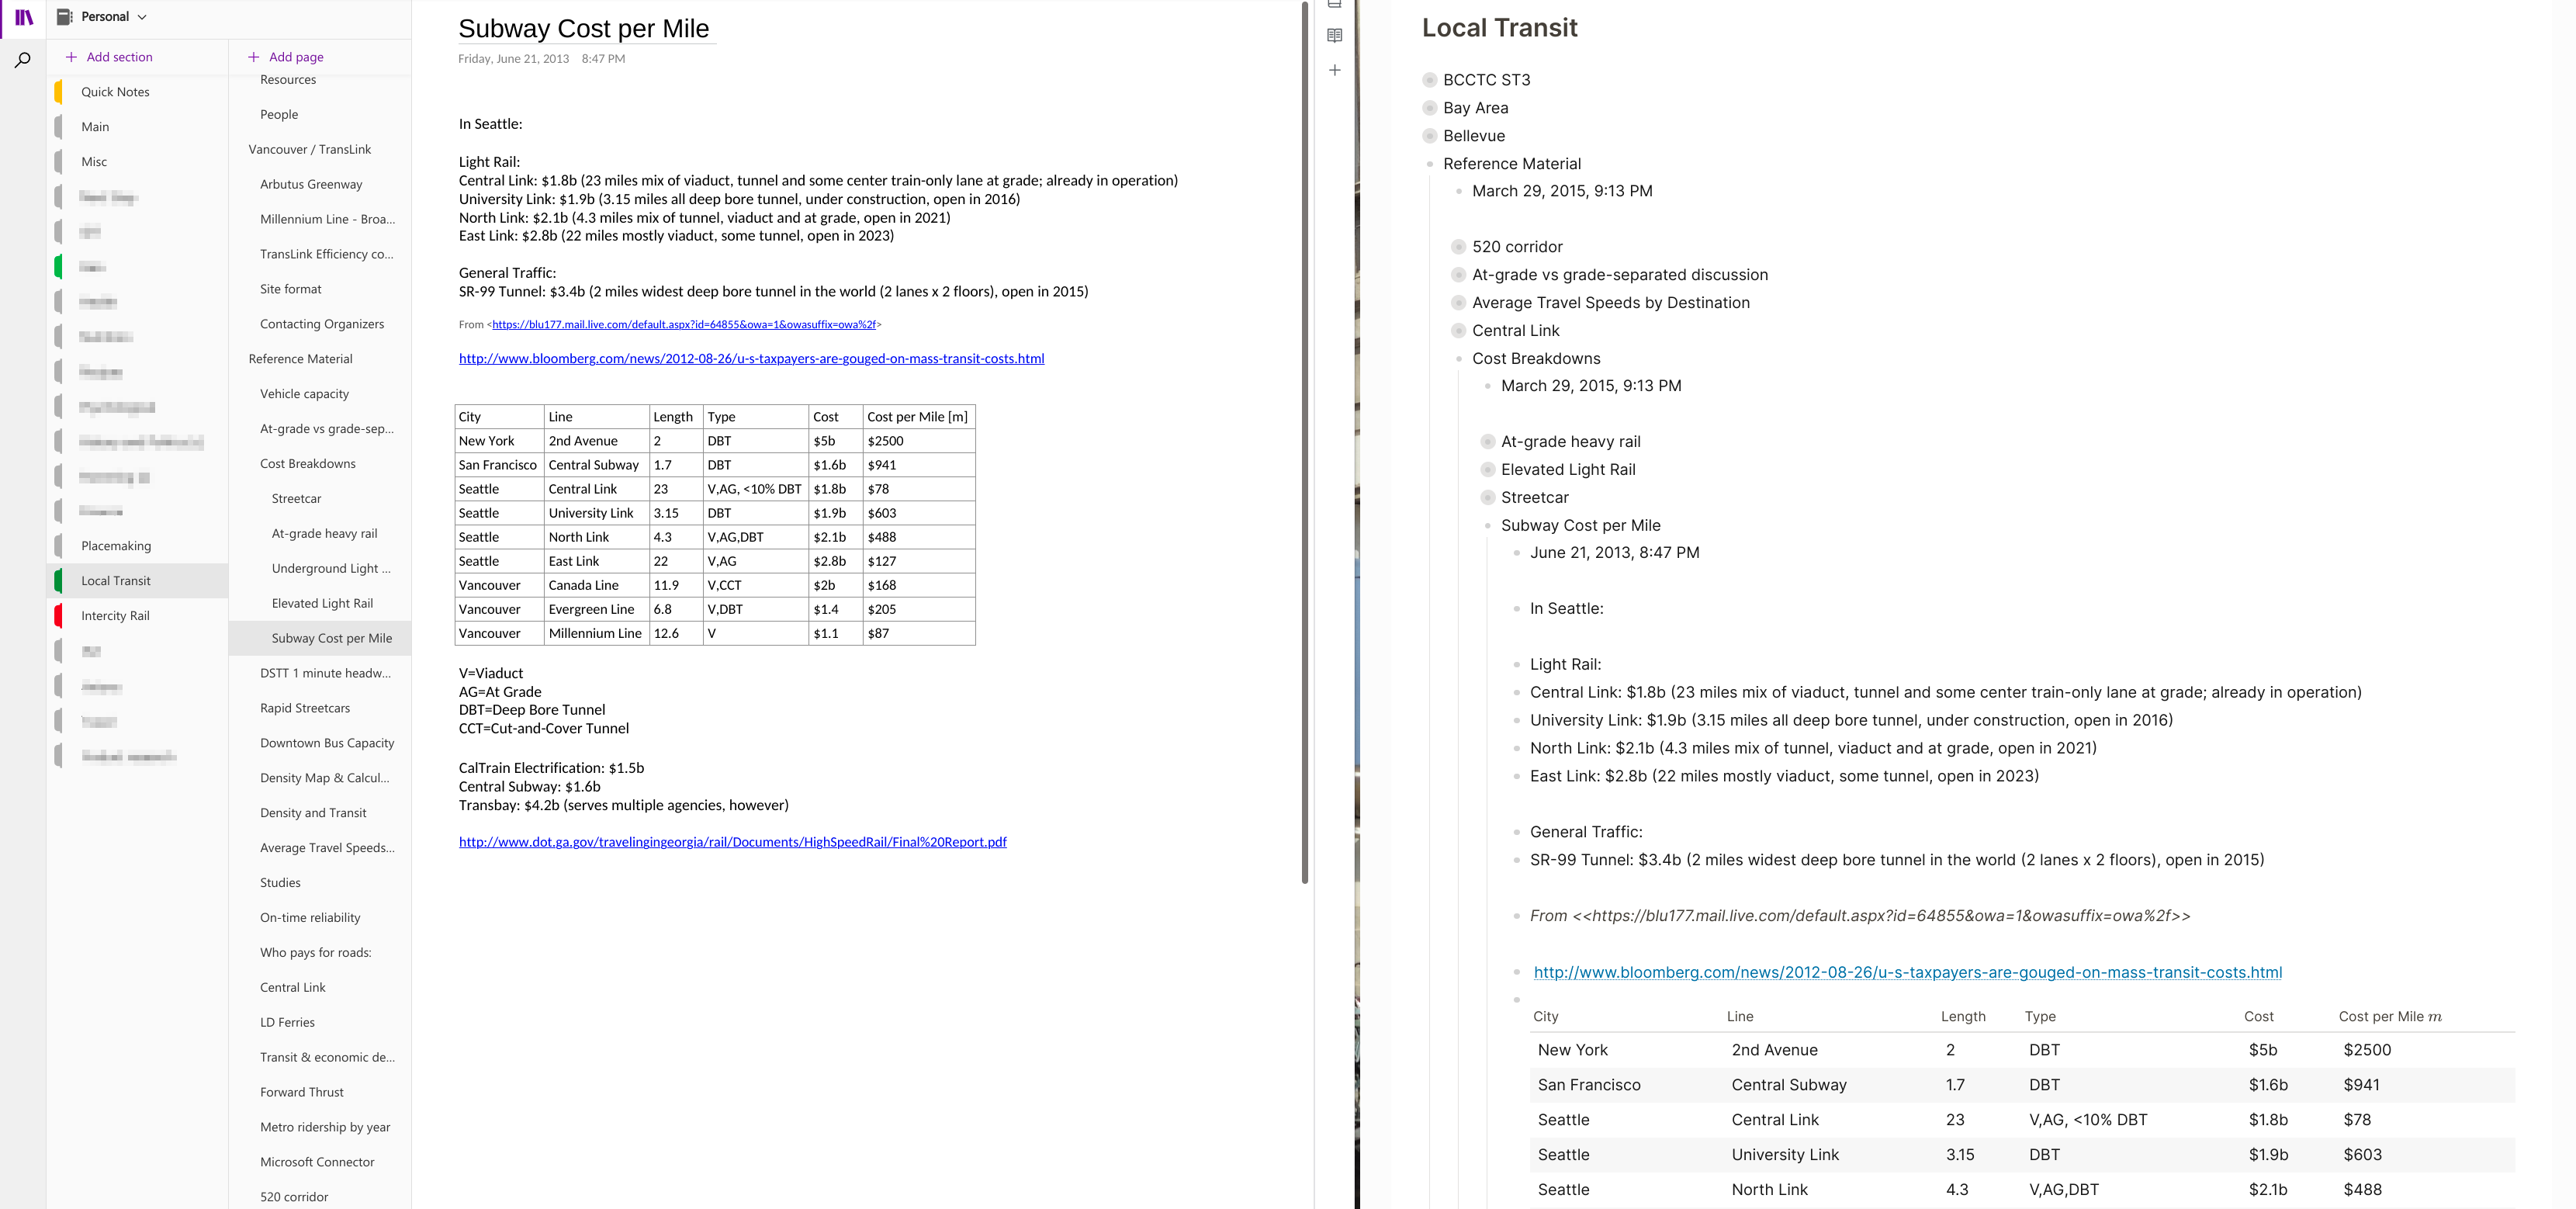 Personal
Add section
Quick Notes
Main
Misc
Placemaking
Local Transit
Intercity Rail
Add page
Resources
People
Vancouver / TransLink
Arbutus Greenway
Millennium Line - Broa...
TransLink Efficiency co...
Site format
Contacting Organizers
Reference Material
Vehicle capacity
At-grade vs grade-sep...
Cost Breakdowns
Streetcar
At-grade heavy rail
Underground Light ...
Elevated Light Rail
Subway Cost per Mile
DSTT 1 minute headw...
Rapid Streetcars
Downtown Bus Capacity
Density Map & Calcul...
Density and Transit
Average Travel Speeds...
Studies
On-time reliability
Who pays for roads:
Central Link
LD Ferries
Transit & economic de...
Forward Thrust
Metro ridership by year
Microsoft Connector
520 corridor
Subway Cost per Mile
Friday, June 21, 2013 8:47 PM
In Seattle:
Light Rail:
Central Link: $1.8b (23 miles mix of viaduct, tunnel and some center train-only lane at grade; already in operation)
University Link: $1.9b (3.15 miles all deep bore tunnel, under construction, open in 2016)
North Link: $2.1b (4.3 miles mix of tunnel, viaduct and at grade, open in 2021)
East Link: $2.8b (22 miles mostly viaduct, some tunnel, open in 2023)
General Traffic:
SR-99 Tunnel: $3.4b (2 miles widest deep bore tunnel in the world (2 lanes x 2 floors), open in 2015)
From <https://blu177.mail.live.com/default.aspx?id=64855&owa=1&owasuffix=owa%2f>
http://www.bloomberg.com/news/2012-08-26/u-s-taxpayers-are-gouged-on-mass-transit-costs.html
City Line Length Type Cost Cost per Mile [m]
New York 2nd Avenue 2 DBT $5b $2500
San Francisco Central Subway 1.7 DBT $1.6b $941
Seattle Central Link 23 V,AG, <10% DBT $1.8b $78
Seattle University Link 3.15 DBT $1.9b $603
Seattle North Link 4.3 V,AG,DBT $2.1b $488
Seattle East Link 22 V,AG $2.8b $127
Vancouver Canada Line 11.9 V,CCT $2b $168
Vancouver Evergreen Line 6.8 V,DBT $1.4 $205
Vancouver Millennium Line 12.6 V $1.1 $87
V=Viaduct
AG=At Grade
DBT=Deep Bore Tunnel
CCT=Cut-and-Cover Tunnel
CalTrain Electrification: $1.5b
Central Subway: $1.6b
Transbay: $4.2b (serves multiple agencies, however)
http://www.dot.ga.gov/travelingingeorgia/rail/Documents/HighSpeedRail/Final%20Report.pdf
Local Transit
BCCTC ST3
Bay Area
Bellevue
Reference Material
March 29, 2015, 9:13 PM
520 corridor
At-grade vs grade-separated discussion
Average Travel Speeds by Destination
Central Link
Cost Breakdowns
March 29, 2015, 9:13 PM
At-grade heavy rail
Elevated Light Rail
Streetcar
Subway Cost per Mile
June 21, 2013, 8:47 PM
In Seattle:
Light Rail:
Central Link: $1.8b (23 miles mix of viaduct, tunnel and some center train-only lane at grade; already in operation)
University Link: $1.9b (3.15 miles all deep bore tunnel, under construction, open in 2016)
North Link: $2.1b (4.3 miles mix of tunnel, viaduct and at grade, open in 2021)
East Link: $2.8b (22 miles mostly viaduct, some tunnel, open in 2023)
General Traffic:
SR-99 Tunnel: $3.4b (2 miles widest deep bore tunnel in the world (2 lanes x 2 floors), open in 2015)
From <<https://blu177.mail.live.com/default.aspx?id=64855&owa=1&owasuffix=owa%2f>>
http://www.bloomberg.com/news/2012-08-26/u-s-taxpayers-are-gouged-on-mass-transit-costs.html
City Line Length Type Cost Cost per Mile m
New York 2nd Avenue 2 DBT $5b $2500
San Francisco Central Subway 1.7 DBT $1.6b $941
Seattle Central Link 23 V,AG, <10% DBT $1.8b $78
Seattle University Link 3.15 DBT $1.9b $603
Seattle North Link 4.3 V,AG,DBT $2.1b $488